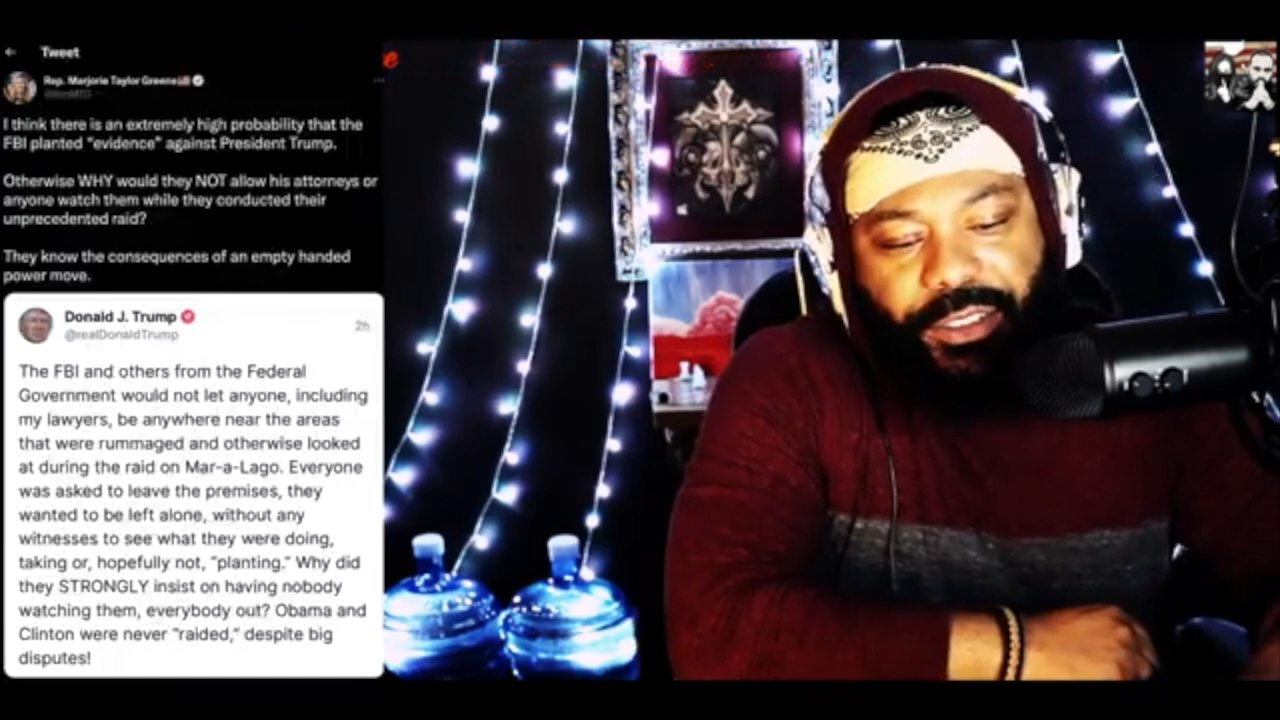 Tweet
Rep. Marjorie Taylor Greene
I think there is an extremely high probability that the
FBI planted "evidence" against President Trump.
Otherwise WHY would they NOT allow his attorneys or
anyone watch them while they conducted their
unprecedented raid?
They know the consequences of an empty handed
power move.
Donald J. Trump
@realDonaldTrump
2h
The FBI and others from the Federal
Government would not let anyone, including
my lawyers, be anywhere near the areas
that were rummaged and otherwise looked
at during the raid on Mar-a-Lago. Everyone
was asked to leave the premises, they
wanted to be left alone, without any
witnesses to see what they were doing,
taking or, hopefully not, "planting." Why did
they STRONGLY insist on having nobody
watching them, everybody out? Obama and
Clinton were never "raided," despite big
disputes!
e